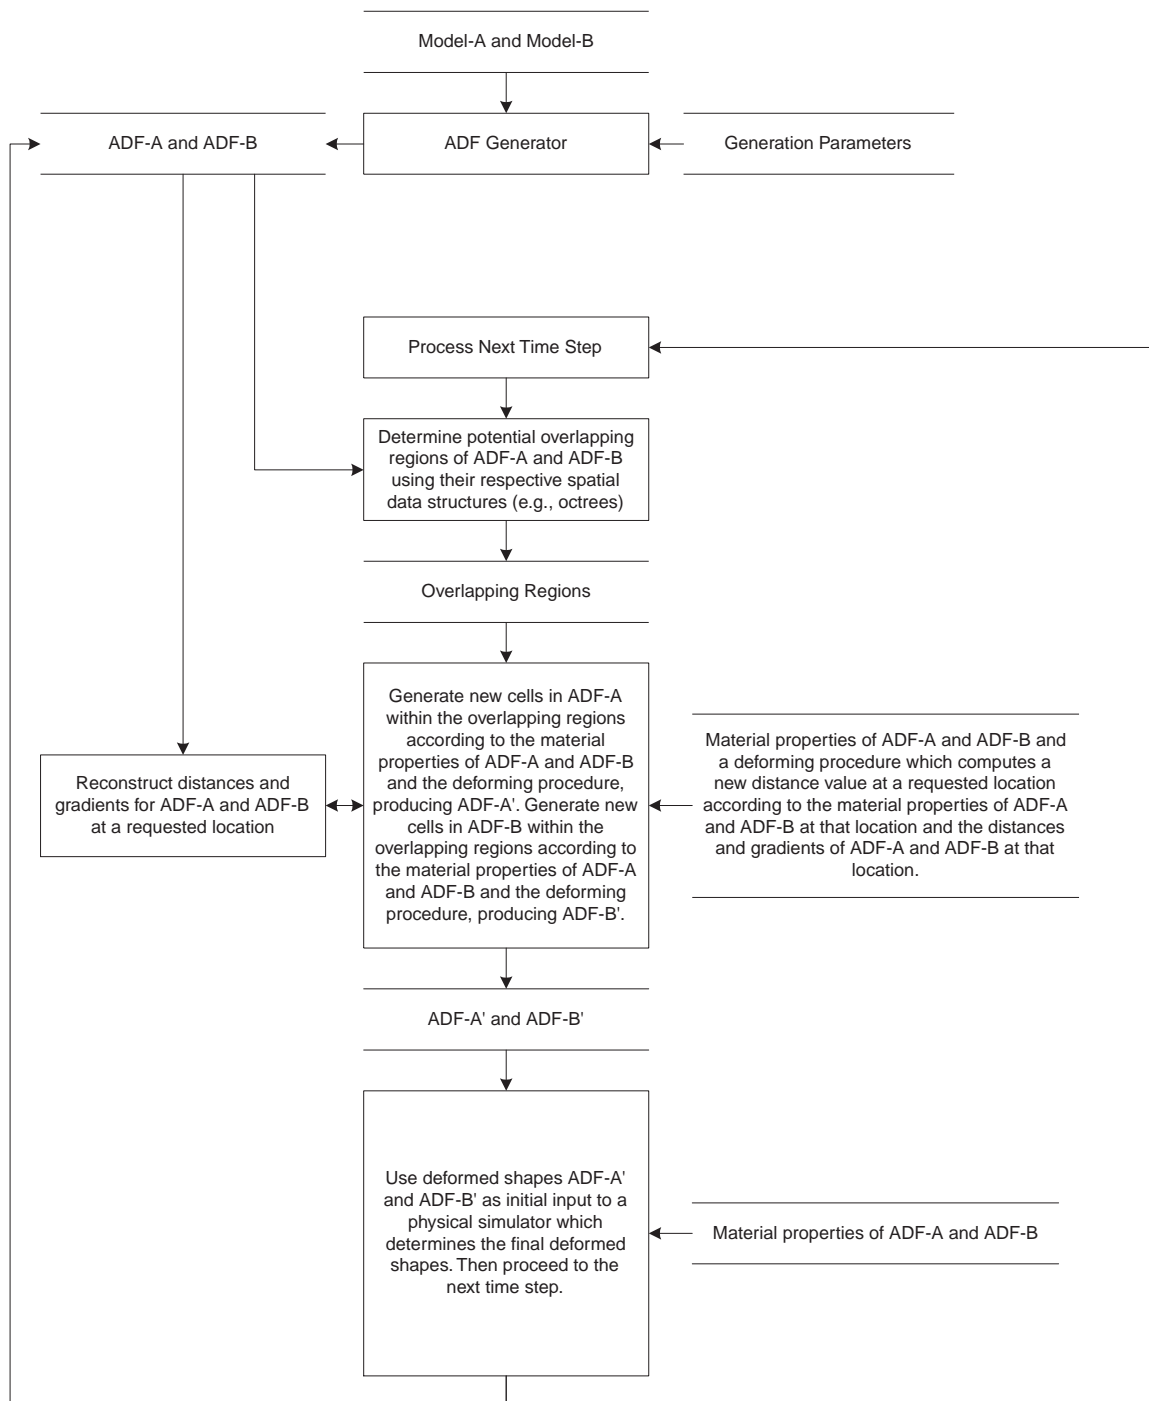 Model-A and Model-B
ADF-A and ADF-B
ADF Generator
Generation Parameters
Process Next Time Step
Determine potential overlapping
regions of ADF-A and ADF-B
using their respective spatial
data structures (e.g., octrees)
Overlapping Regions
Generate new cells in ADF-A
within the overlapping regions
according to the material
properties of ADF-A and ADF-B
and the deforming procedure,
producing ADF-A'. Generate new
cells in ADF-B within the
overlapping regions according to
the material properties of ADF-A
and ADF-B and the deforming
procedure, producing ADF-B'.
Reconstruct distances and
gradients for ADF-A and ADF-B
at a requested location
Material properties of ADF-A and ADF-B and
a deforming procedure which computes a
new distance value at a requested location
according to the material properties of ADF-A
and ADF-B at that location and the distances
and gradients of ADF-A and ADF-B at that
location.
ADF-A' and ADF-B'
Use deformed shapes ADF-A'
and ADF-B' as initial input to a
physical simulator which
determines the final deformed
shapes. Then proceed to the
next time step.
Material properties of ADF-A and ADF-B